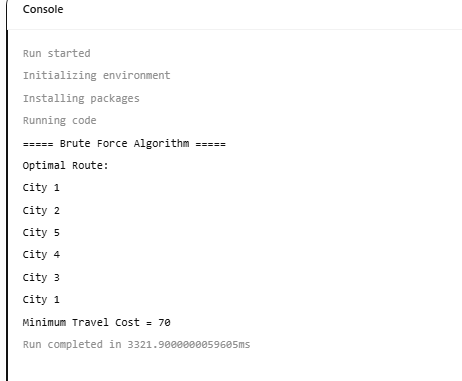 Console
Run started
Initializing environment
Installing packages
Running code
===== Brute Force Algorithm =====
Optimal Route:
City 1
City 2
City 5
City 4
City 3
City 1
Minimum Travel Cost = 70
Run completed in 3321.9000000059605ms